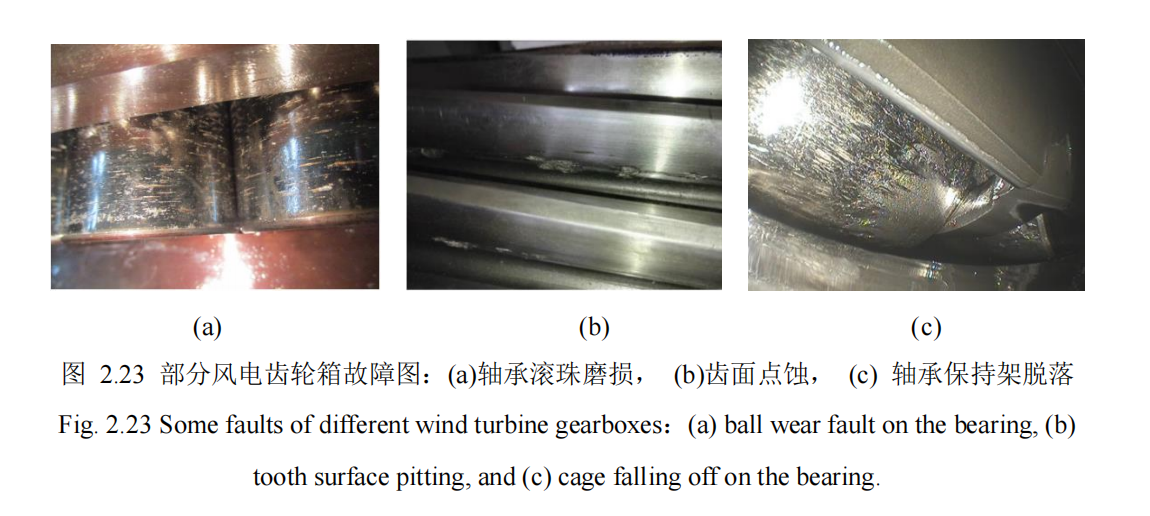 (a) (b) (c)
图 2.23 部分风电齿轮箱故障图：(a)轴承滚珠磨损， (b)齿面点蚀， (c) 轴承保持架脱落
Fig. 2.23 Some faults of different wind turbine gearboxes：(a) ball wear fault on the bearing, (b)
tooth surface pitting, and (c) cage falling off on the bearing.